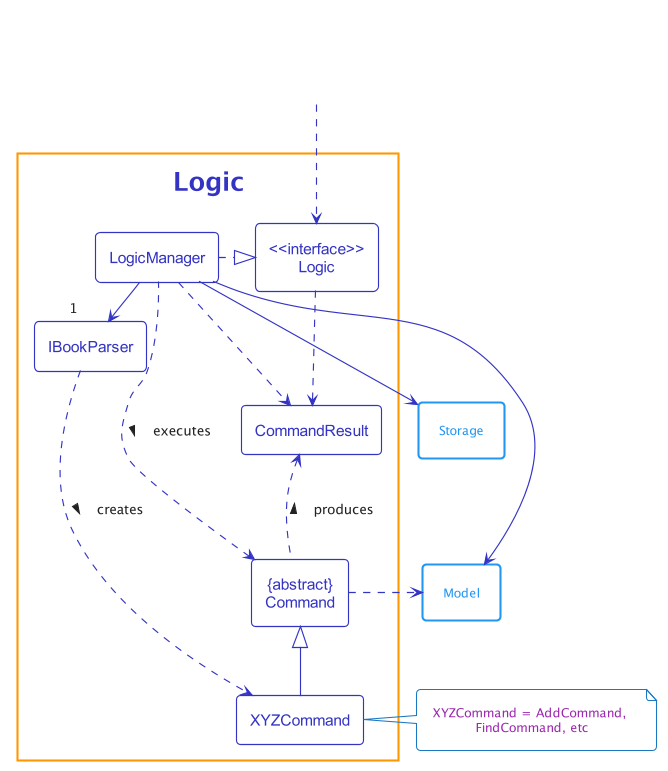 Logic
<<interface>>
Logic
LogicManager
1
IBookParser
executes
CommandResult
Storage
creates
produces
{abstract}
Command
Model
XYZCommand
XYZCommand = AddCommand,
FindCommand, etc